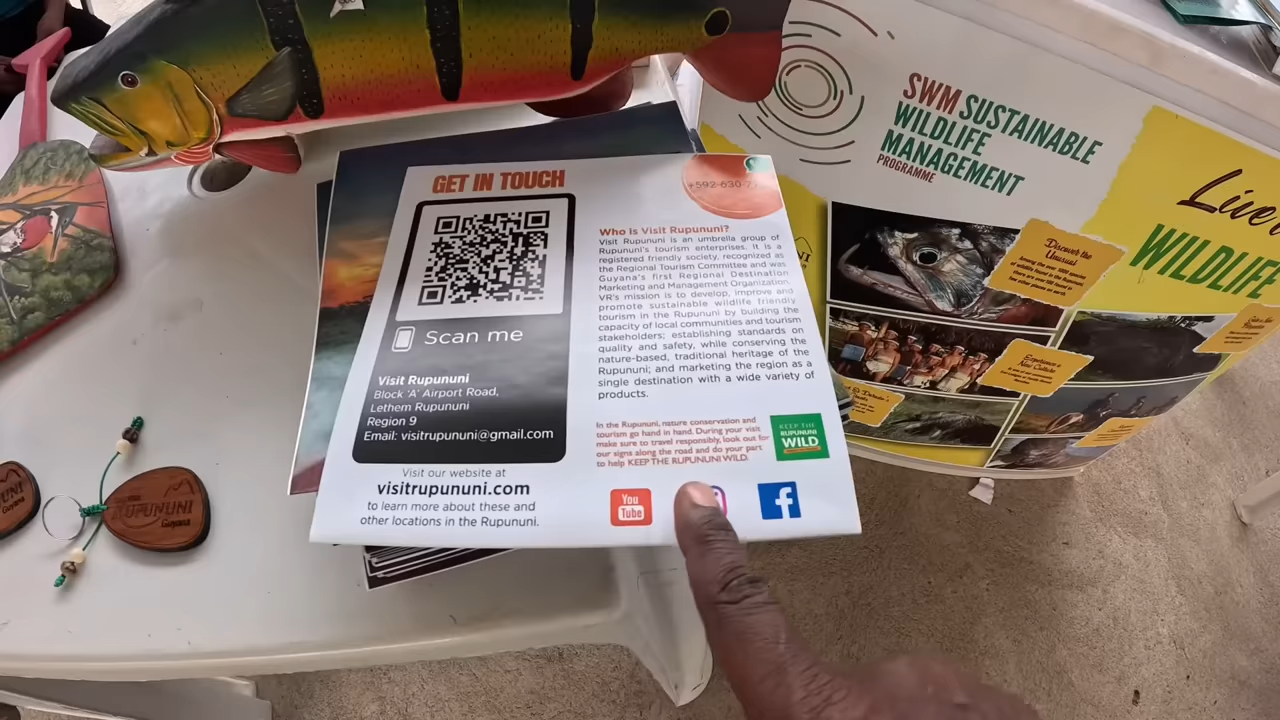 GET IN TOUCH
Scan me
Visit Rupununi
Block 'A' Airport Road,
Lethem Rupununi
Region 9
Email: visitrupununi@gmail.com
Visit our website at
visitrupununi.com
to learn more about these and
other locations in the Rupununi.
+592-630-7
Who is Visit Rupununi?
Visit Rupununi is an umbrella group of
Rupununi's tourism enterprises. It is a
registered friendly society, recognized as
the Regional Tourism Committee and was
Guyana's first Regional Destination
Marketing and Management Organization.
VR's mission is to develop, improve and
promote sustainable wildlife friendly
tourism in the Rupununi by building the
capacity of local communities and tourism
stakeholders; establishing standards on
quality and safety, while conserving the
nature-based, traditional heritage of the
Rupununi; and marketing the region as a
single destination with a wide variety of
products.
In the Rupununi, nature conservation and
tourism go hand in hand. During your visit
make sure to travel responsibly, look out for
our signs along the road and do your part
to help KEEP THE RUPUNUNI WILD.
KEEP THE
RUPUNUNI
WILD
You
Tube
SWM SUSTAINABLE
WILDLIFE
MANAGEMENT
PROGRAMME
WILDLIFE
Discover the
Unusual
Experience a
New Culture
RUPUNUNI
Guyana
Guyana